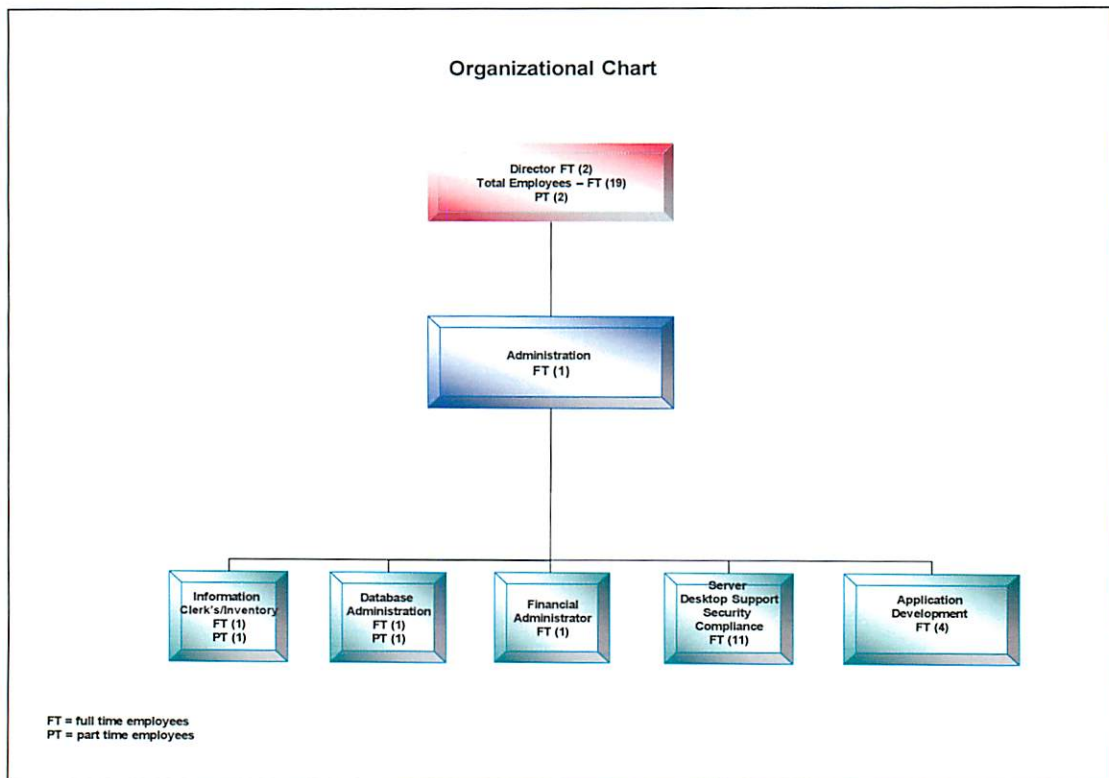 Organizational Chart
Director FT (2)
Total Employees – FT (19)
PT (2)
Administration
FT (1)
Information
Clerk's/Inventory
FT (1)
PT (1)
Database
Administration
FT (1)
PT (1)
Financial
Administrator
FT (1)
Server
Desktop Support
Security
Compliance
FT (11)
Application
Development
FT (4)
FT = full time employees
PT = part time employees